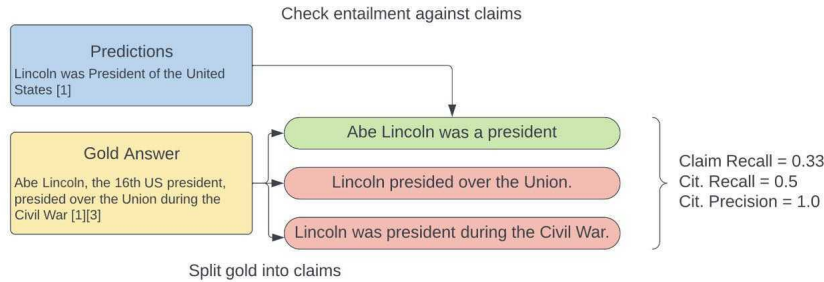 Check entailment against claims
Predictions
Lincoln was President of the United
States [1]
Gold Answer
Abe Lincoln, the 16th US president,
presided over the Union during the
Civil War [1][3]
Abe Lincoln was a president
Lincoln presided over the Union.
Lincoln was president during the Civil War.
Claim Recall = 0.33
Cit. Recall = 0.5
Cit. Precision = 1.0
Split gold into claims